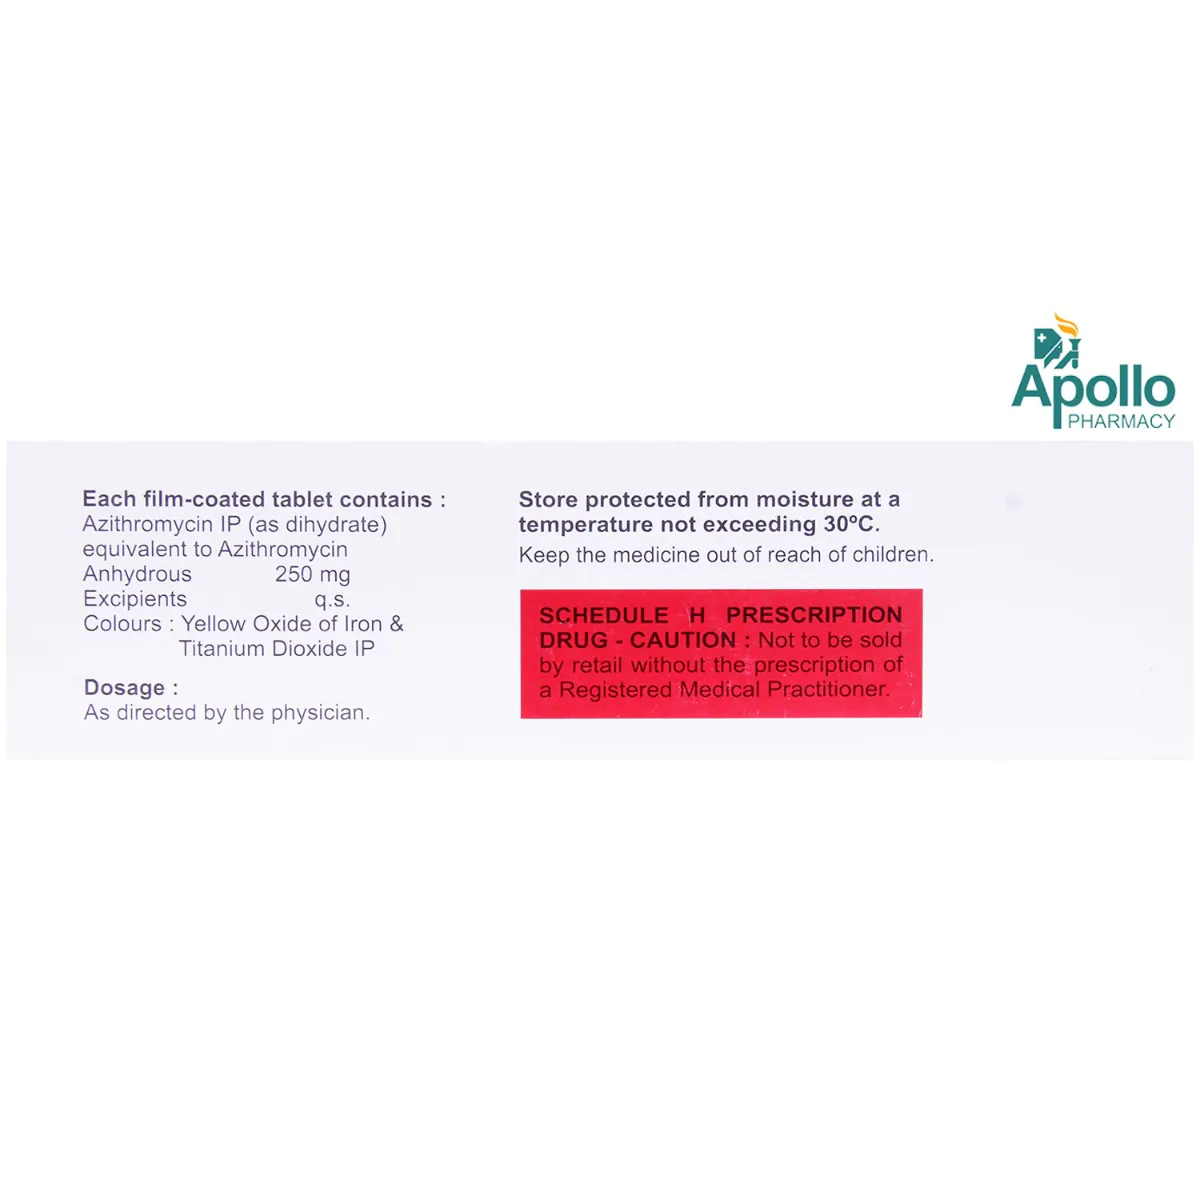 Apollo
PHARMACY
Each film-coated tablet contains :
Azithromycin IP (as dihydrate)
equivalent to Azithromycin
Anhydrous 250 mg
Excipients q.s.
Colours : Yellow Oxide of Iron &
Titanium Dioxide IP
Dosage :
As directed by the physician.
Store protected from moisture at a
temperature not exceeding 30ºC.
Keep the medicine out of reach of children.
SCHEDULE H PRESCRIPTION
DRUG - CAUTION : Not to be sold
by retail without the prescription of
a Registered Medical Practitioner.